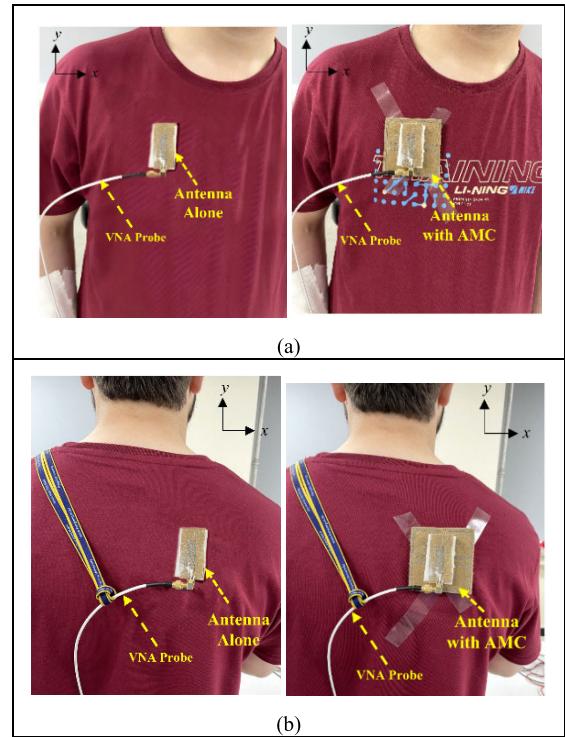 y
x
Antenna
Alone
VNA Probe
y
x
TRAINING
LI-NING
NIKE
Antenna
with AMC
VNA Probe
(a)
y
x
Antenna
Alone
VNA Probe
y
x
Antenna
with AMC
VNA Probe
(b)